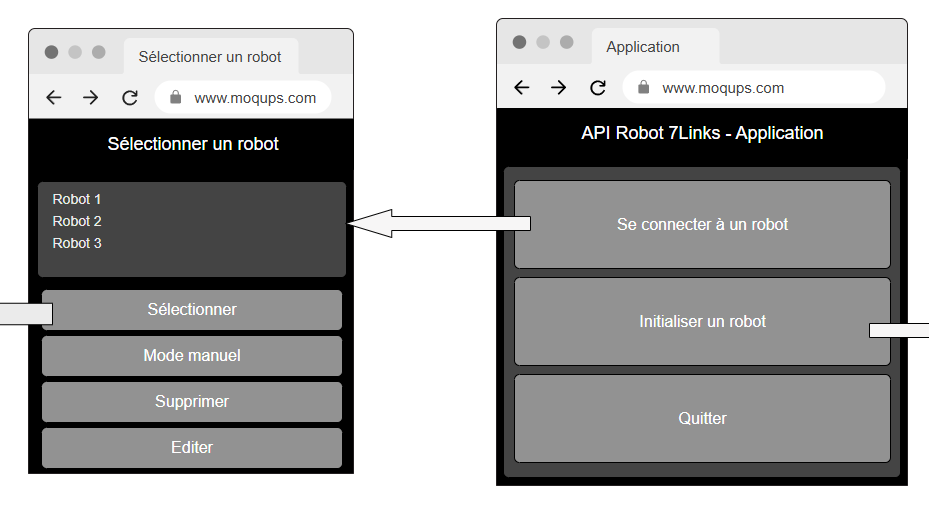 Sélectionner un robot
www.moqups.com
Sélectionner un robot
Robot 1
Robot 2
Robot 3
Sélectionner
Mode manuel
Supprimer
Editer
Application
www.moqups.com
API Robot 7Links - Application
Se connecter à un robot
Initialiser un robot
Quitter